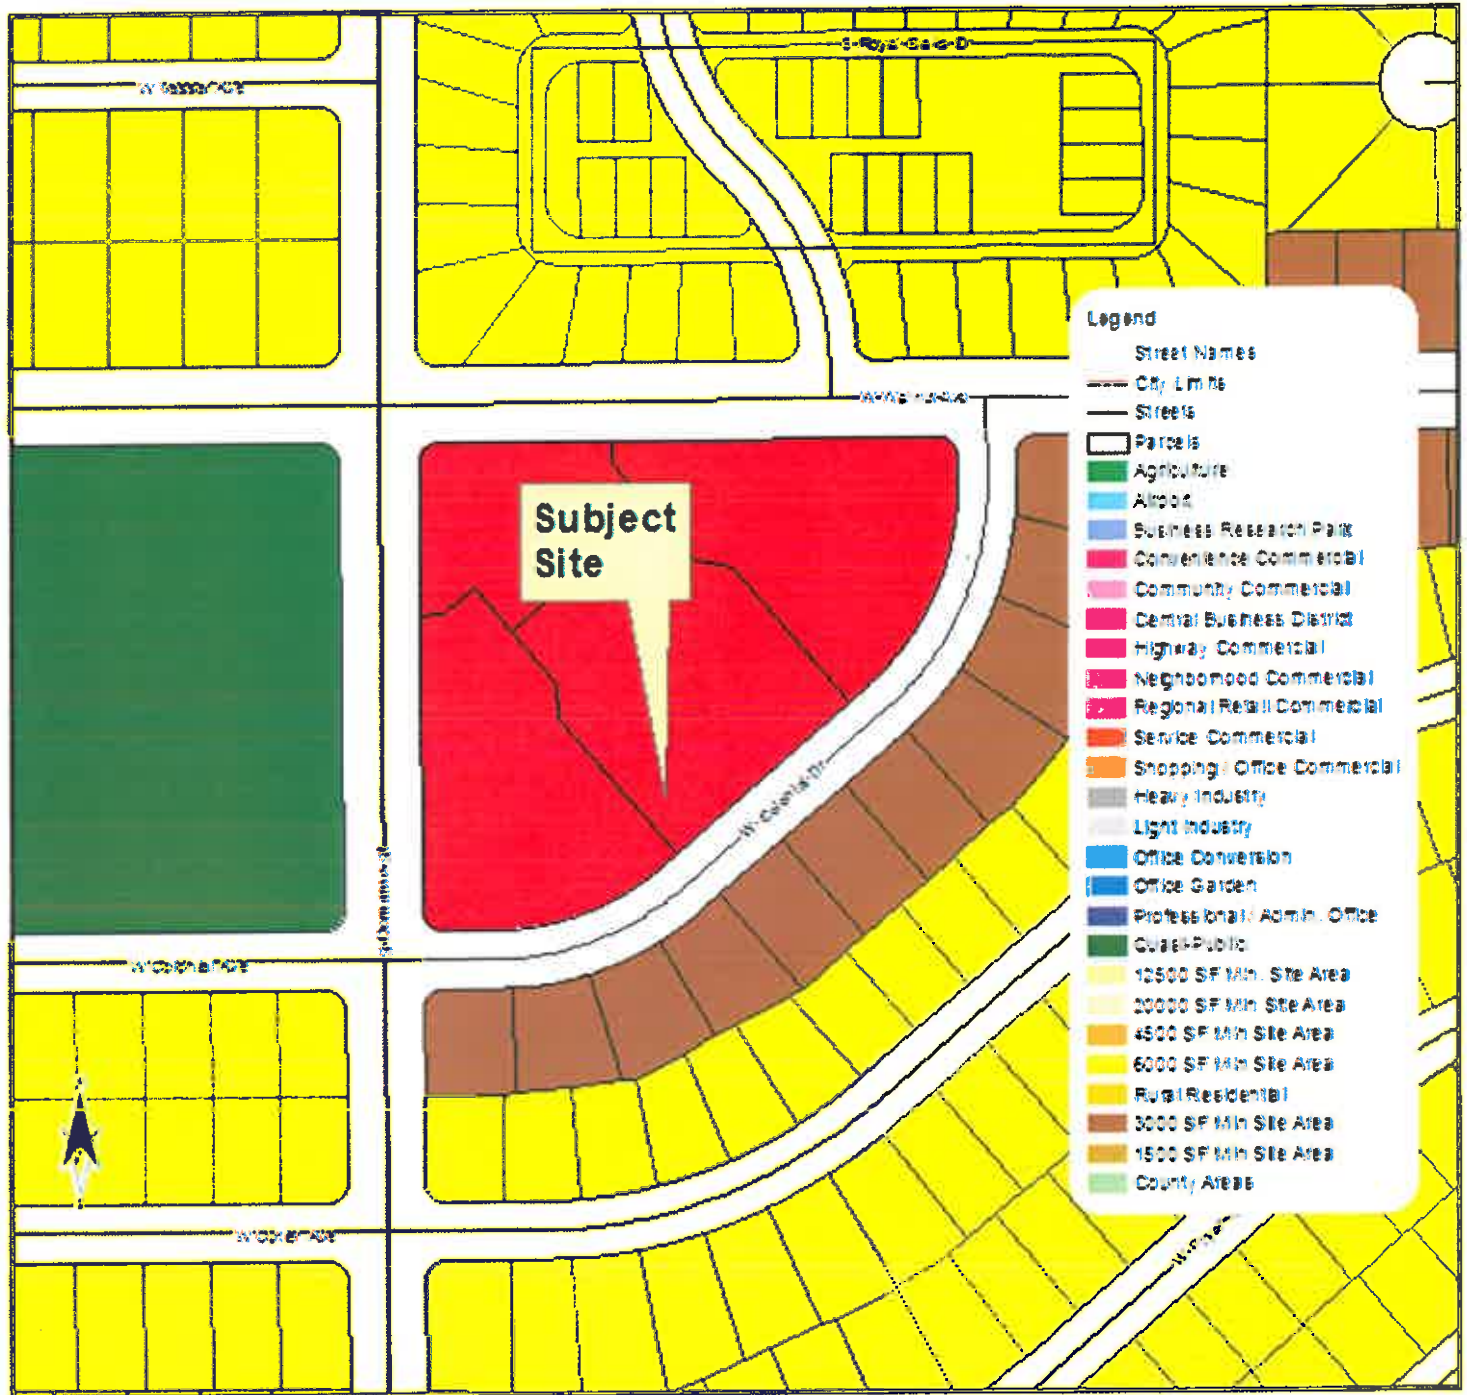 Legend
Street Names
City Limits
Streets
Parcels
Agriculture
Airport
Business Research Park
Convenience Commercial
Community Commercial
Central Business District
Highway Commercial
Neighborhood Commercial
Regional Retail Commercial
Service Commercial
Shopping / Office Commercial
Heavy Industry
Light Industry
Office Conversion
Office Garden
Professional / Admin. Office
Quasi-Public
12500 SF Min. Site Area
20000 SF Min Site Area
4500 SF Min Site Area
6000 SF Min Site Area
Rural Residential
3000 SF Min Site Area
1500 SF Min Site Area
County Areas
Subject
Site
W-Colonia-Dr